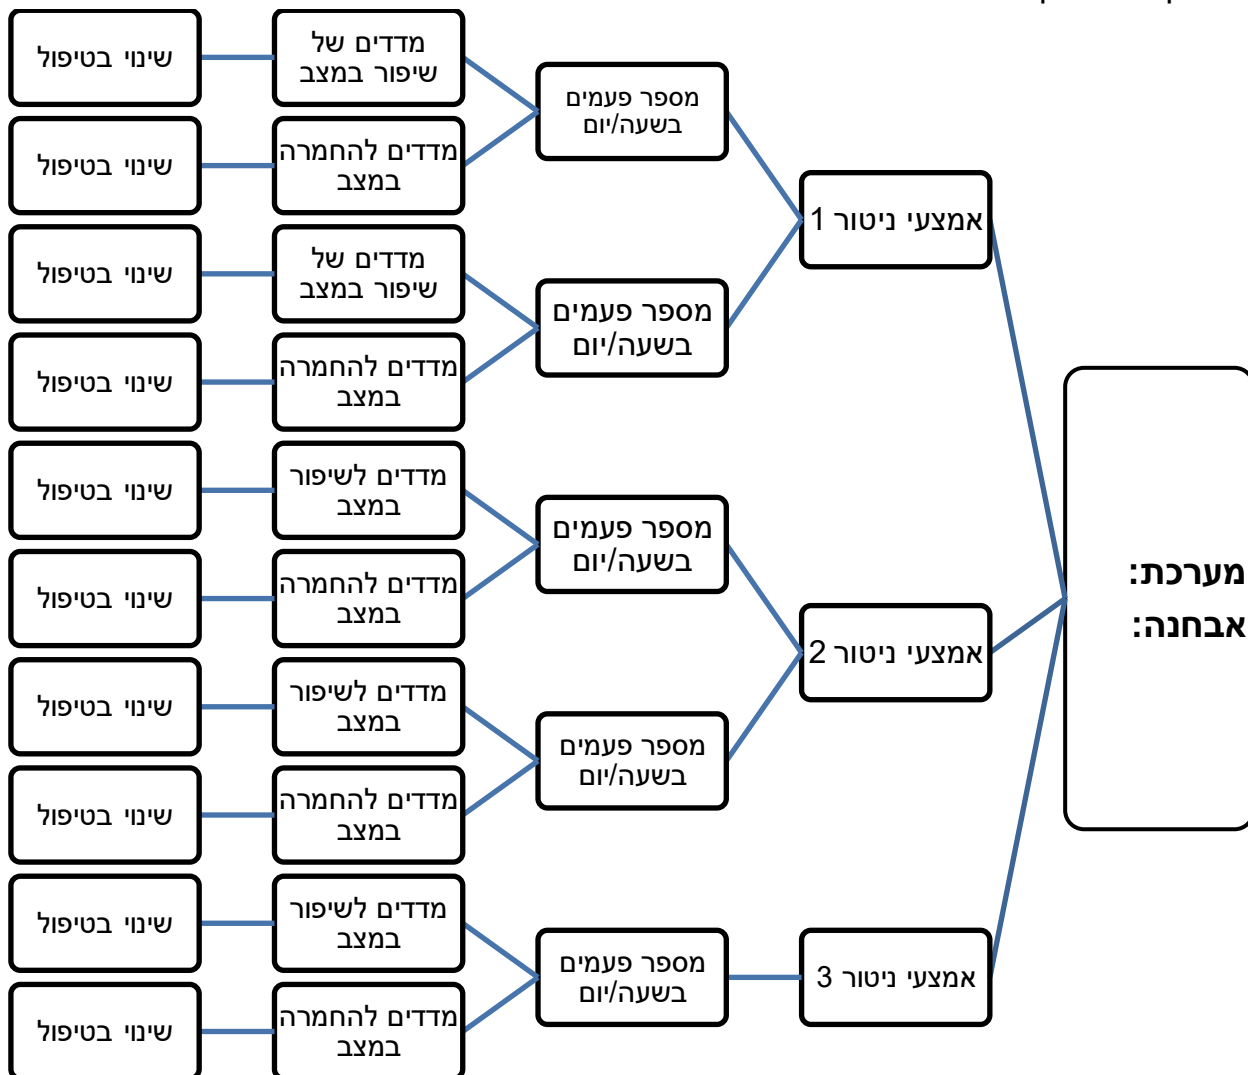 מערכת:
אבחנה:
אמצעי ניטור 1
מספר פעמים
בשעה/יום
מדדים של
שיפור במצב
שינוי בטיפול
מדדים להחמרה
במצב
שינוי בטיפול
מספר פעמים
בשעה/יום
מדדים של
שיפור במצב
שינוי בטיפול
מדדים להחמרה
במצב
שינוי בטיפול
אמצעי ניטור 2
מספר פעמים
בשעה/יום
מדדים לשיפור
במצב
שינוי בטיפול
מדדים להחמרה
במצב
שינוי בטיפול
מספר פעמים
בשעה/יום
מדדים לשיפור
במצב
שינוי בטיפול
מדדים להחמרה
במצב
שינוי בטיפול
אמצעי ניטור 3
מספר פעמים
בשעה/יום
מדדים לשיפור
במצב
שינוי בטיפול
מדדים להחמרה
במצב
שינוי בטיפול